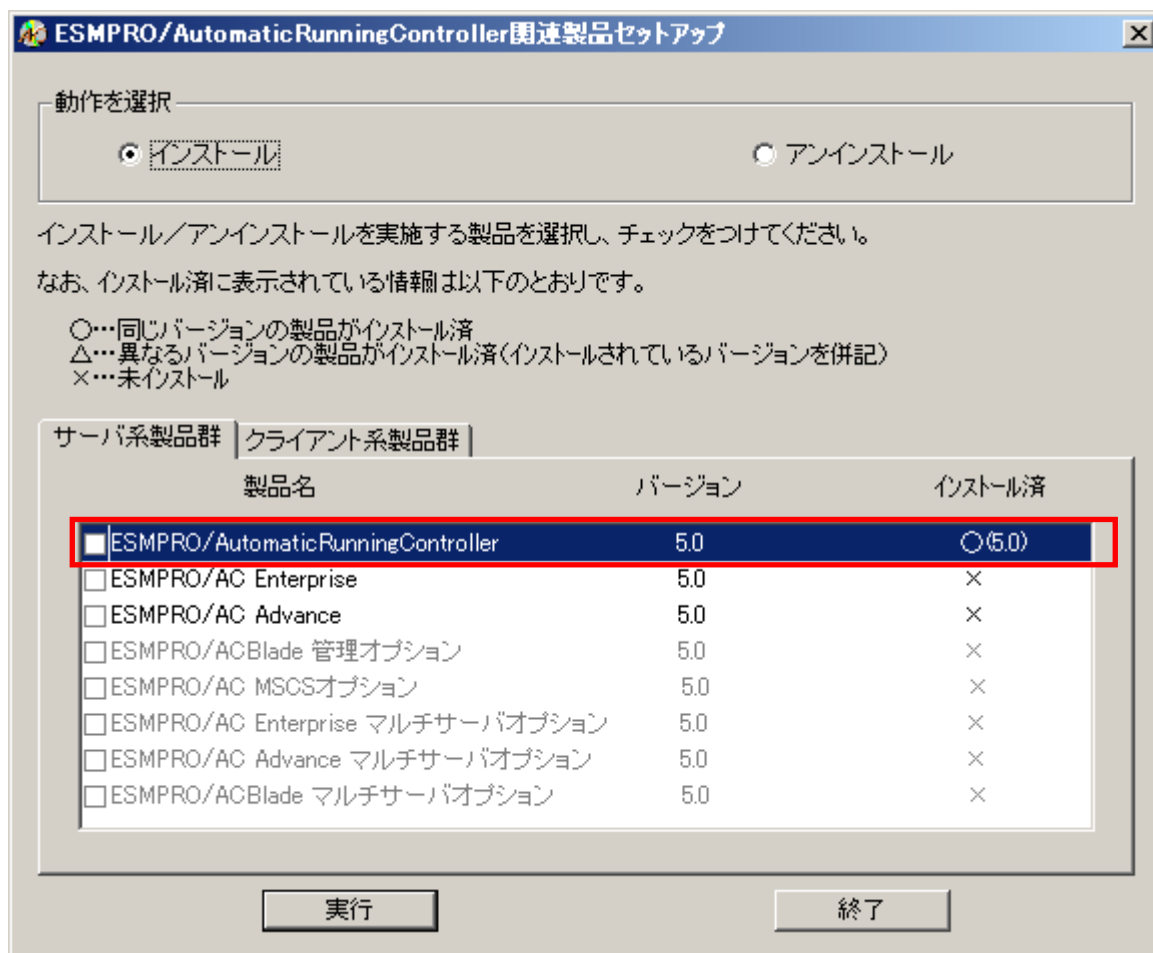 ESMPRO/AutomaticRunningController関連製品セットアップ
動作を選択
インストール アンインストール
インストール／アンインストールを実施する製品を選択し、チェックをつけてください。
なお、インストール済に表示されている情報は以下のとおりです。
○…同じバージョンの製品がインストール済
△…異なるバージョンの製品がインストール済(インストールされているバージョンを併記)
×…未インストール
サーバ系製品群 クライアント系製品群
製品名 バージョン インストール済
ESMPRO/AutomaticRunningController 5.0 ○(5.0)
ESMPRO/AC Enterprise 5.0 ×
ESMPRO/AC Advance 5.0 ×
ESMPRO/ACBlade 管理オプション 5.0 ×
ESMPRO/AC MSCSオプション 5.0 ×
ESMPRO/AC Enterprise マルチサーバオプション 5.0 ×
ESMPRO/AC Advance マルチサーバオプション 5.0 ×
ESMPRO/ACBlade マルチサーバオプション 5.0 ×
実行 終了